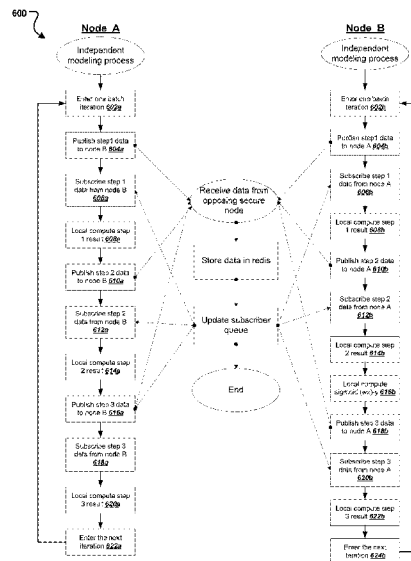 600
Node A
Independent
modeling process
Enter one batch
iteration 602a
Publish step1 data
to node B 604a
Subscribe step 1
data from node B
606a
Local compute step
1 result 608a
Publish step 2 data
to node B 610a
Subscribe step 2
data from node B
612a
Local compute step
2 result 614a
Publish step 3 data
to node B 616a
Subscribe step 3
data from node B
618a
Local compute step
3 result 620a
Enter the next
iteration 622a
Receive data from
opposing secure
node
Store data in redis
Update subscriber
queue
End
Node B
Independent
modeling process
Enter one batch
iteration 602b
Publish step1 data
to node A 604b
Subscribe step 1
data from node A
606b
Local compute step
1 result 608b
Publish step 2 data
to node A 610b
Subscribe step 2
data from node A
612b
Local compute step
2 result 614b
Local compute
616b
Publish step 3 data
to node A 618b
Subscribe step 3
data from node A
620b
Local compute step
3 result 622b
Enter the next
iteration 624b